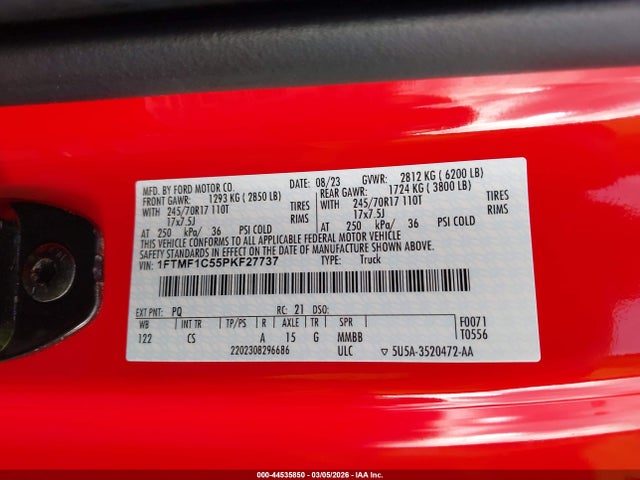 MFD. BY FORD MOTOR CO.
DATE: 08/23 GVWR: 2812 KG ( 6200 LB)
FRONT GAWR: 1293 KG ( 2850 LB)
REAR GAWR: 1724 KG ( 3800 LB)
WITH 245/70R17 110T TIRES
WITH 245/70R17 110T TIRES
17x7.5J RIMS
17x7.5J RIMS
AT 250 kPa/ 36 PSI COLD
AT 250 kPa/ 36 PSI COLD
THIS VEHICLE CONFORMS TO ALL APPLICABLE FEDERAL MOTOR VEHICLE
SAFETY STANDARDS IN EFFECT ON THE DATE OF MANUFACTURE SHOWN ABOVE.
1FTMF1C55PKF27737 TYPE: Truck
EXT PNT: PQ RC: 21 DSO:
WB INT TR TP/PS R AXLE TR SPR
122 CS A 15 G MMBB
F0071
T0556
2202308296686 ULC ▽ 5U5A-3520472-AA
000-44535850 | 03/05/2026 | IAA, Inc.